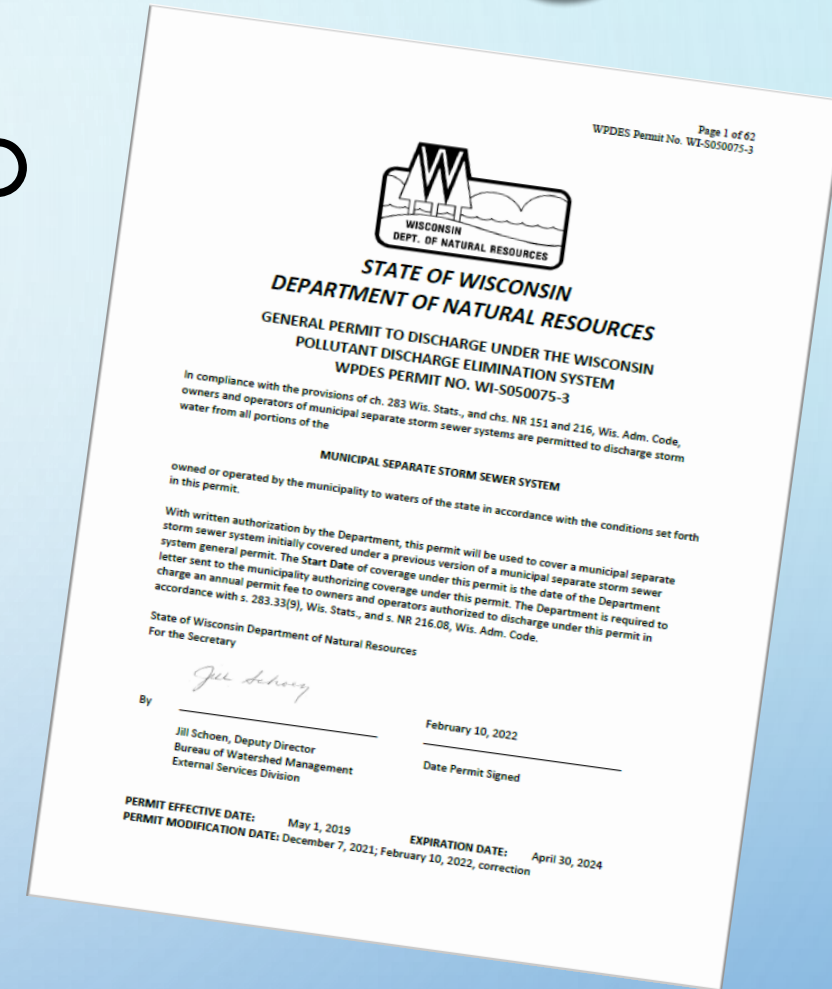 Page 1 of 62
WPDES Permit No. WI-S050075-3
W
WISCONSIN
DEPT. OF NATURAL RESOURCES
STATE OF WISCONSIN
DEPARTMENT OF NATURAL RESOURCES
GENERAL PERMIT TO DISCHARGE UNDER THE WISCONSIN
POLLUTANT DISCHARGE ELIMINATION SYSTEM
WPDES PERMIT NO. WI-S050075-3
In compliance with the provisions of ch. 283 Wis. Stats., and chs. NR 151 and 216, Wis. Adm. Code,
owners and operators of municipal separate storm sewer systems are permitted to discharge storm
water from all portions of the
MUNICIPAL SEPARATE STORM SEWER SYSTEM
owned or operated by the municipality to waters of the state in accordance with the conditions set forth
in this permit.
With written authorization by the Department, this permit will be used to cover a municipal separate
storm sewer system initially covered under a previous version of a municipal separate storm sewer
system general permit. The Start Date of coverage under this permit is the date of the Department
letter sent to the municipality authorizing coverage under this permit. The Department is required to
charge an annual permit fee to owners and operators authorized to discharge under this permit in
accordance with s. 283.33(9), Wis. Stats., and s. NR 216.08, Wis. Adm. Code.
State of Wisconsin Department of Natural Resources
For the Secretary
Jill Schoen
By
February 10, 2022
Jill Schoen, Deputy Director
Bureau of Watershed Management
External Services Division
Date Permit Signed
PERMIT EFFECTIVE DATE: May 1, 2019 EXPIRATION DATE: April 30, 2024
PERMIT MODIFICATION DATE: December 7, 2021; February 10, 2022, correction